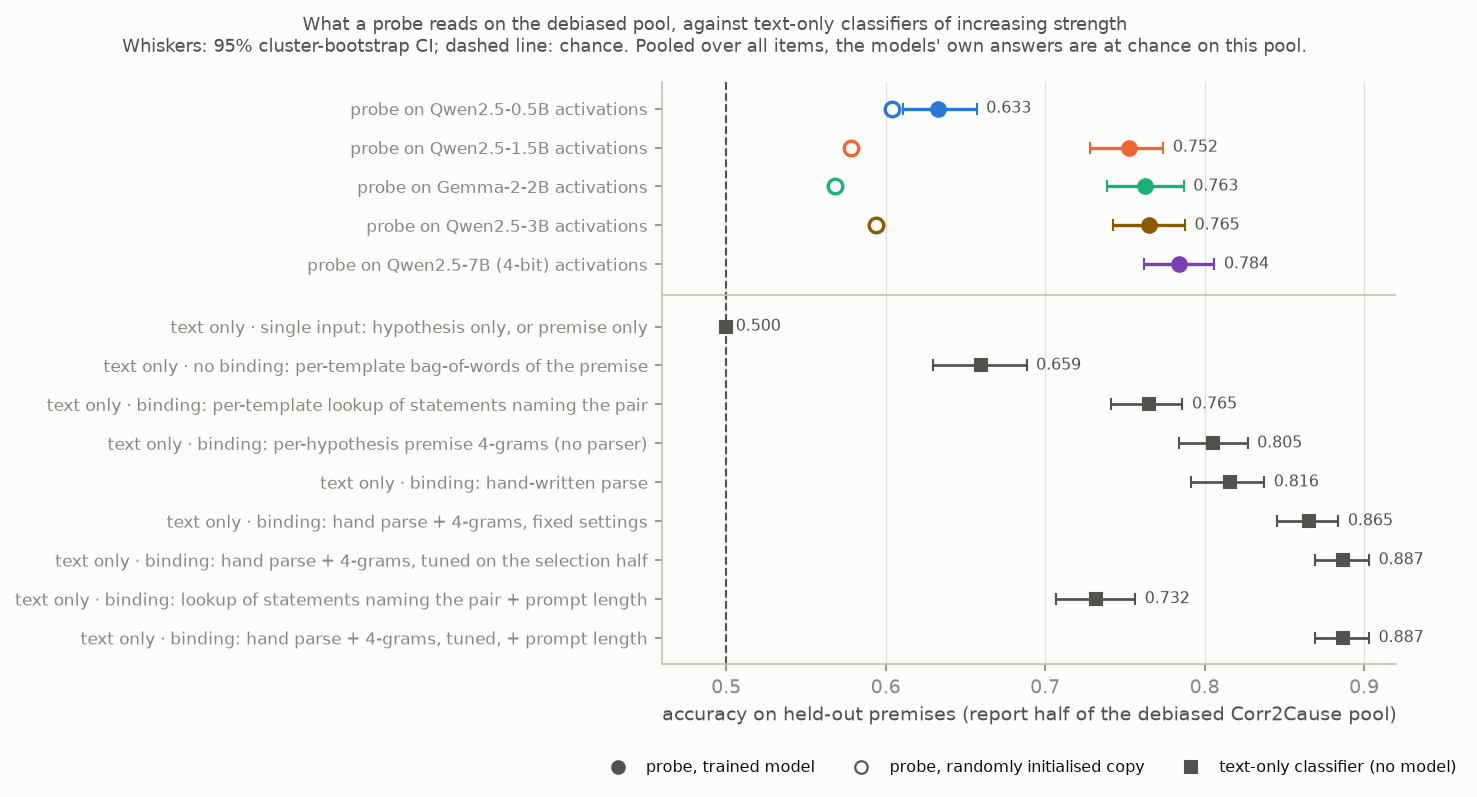 What a probe reads on the debiased pool, against text-only classifiers of increasing strength
Whiskers: 95% cluster-bootstrap CI; dashed line: chance. Pooled over all items, the models' own answers are at chance on this pool.
probe on Qwen2.5-0.5B activations
0.633
probe on Qwen2.5-1.5B activations
0.752
probe on Gemma-2-2B activations
0.763
probe on Qwen2.5-3B activations
0.765
probe on Qwen2.5-7B (4-bit) activations
0.784
text only · single input: hypothesis only, or premise only
0.500
text only · no binding: per-template bag-of-words of the premise
0.659
text only · binding: per-template lookup of statements naming the pair
0.765
text only · binding: per-hypothesis premise 4-grams (no parser)
0.805
text only · binding: hand-written parse
0.816
text only · binding: hand parse + 4-grams, fixed settings
0.865
text only · binding: hand parse + 4-grams, tuned on the selection half
0.887
text only · binding: lookup of statements naming the pair + prompt length
0.732
text only · binding: hand parse + 4-grams, tuned, + prompt length
0.887
0.5 0.6 0.7 0.8 0.9
accuracy on held-out premises (report half of the debiased Corr2Cause pool)
probe, trained model probe, randomly initialised copy text-only classifier (no model)